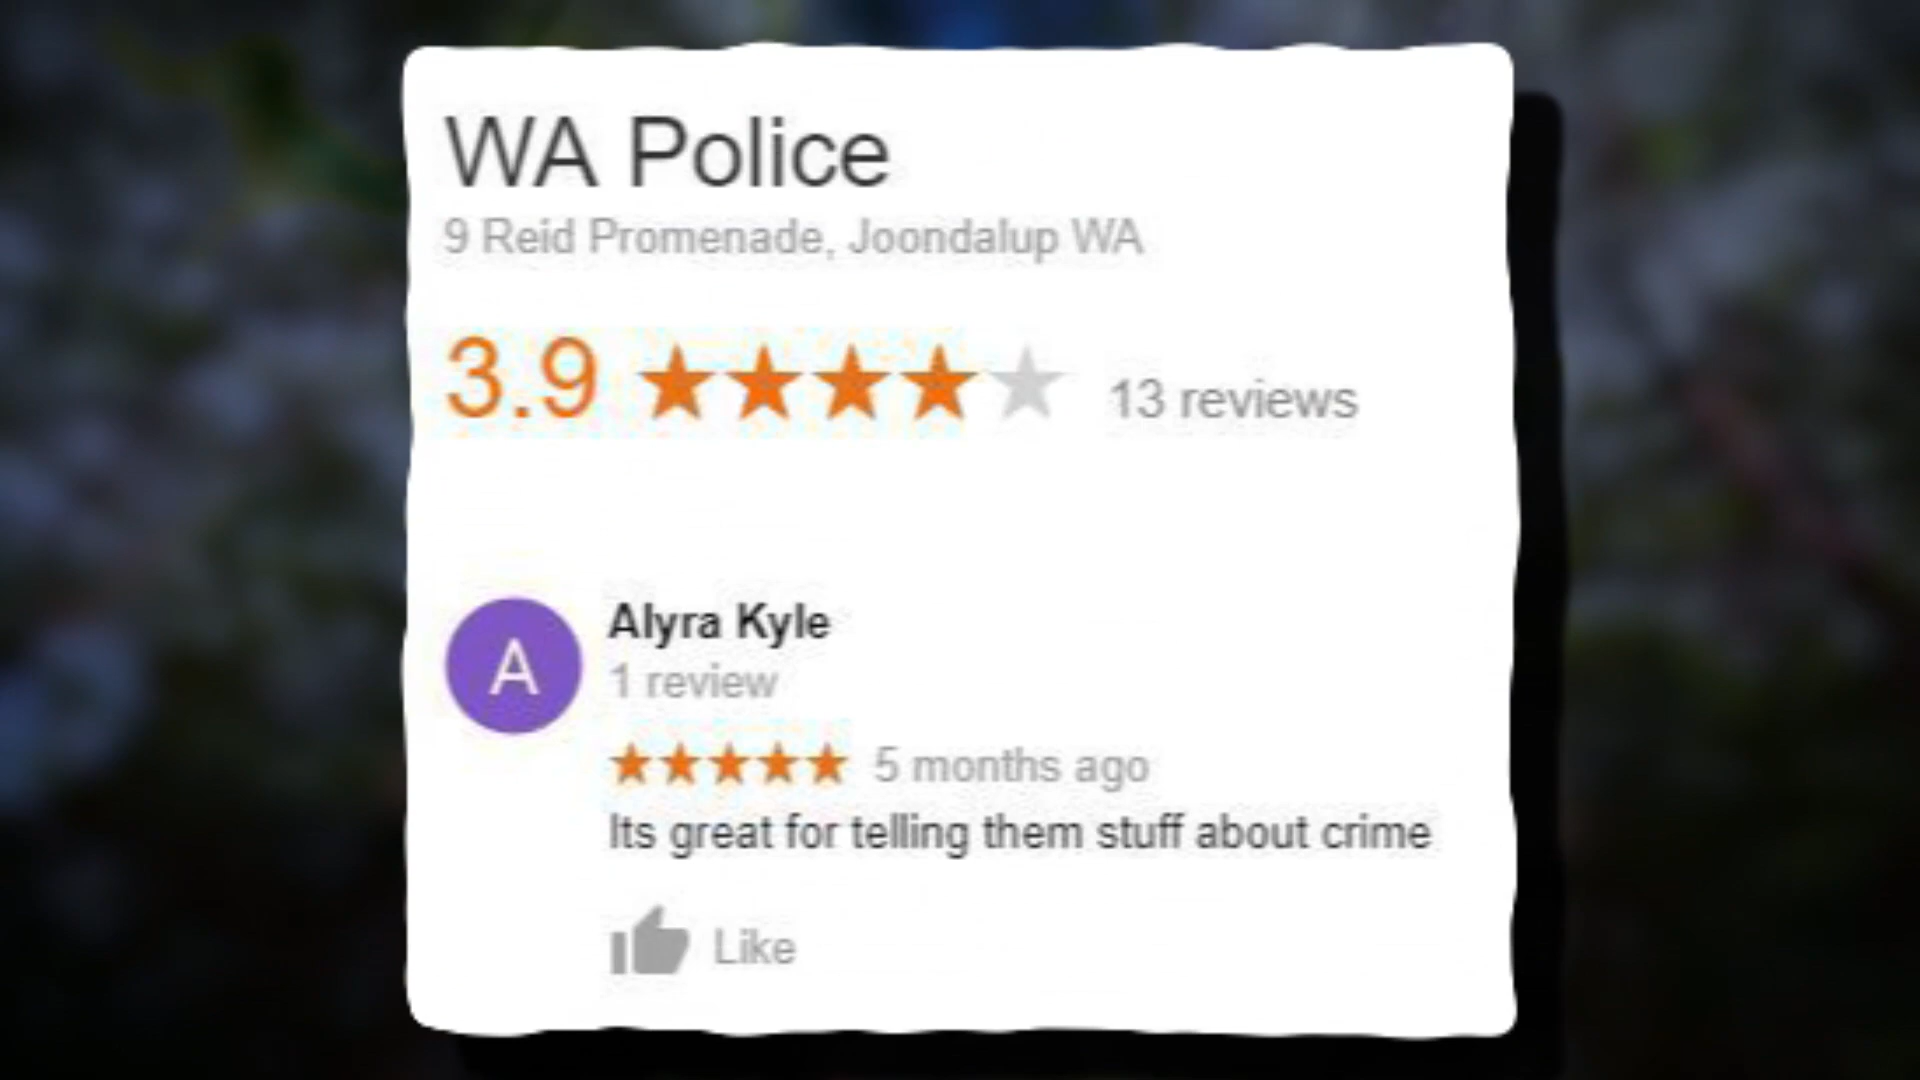 WA Police
9 Reid Promenade, Joondalup WA
3.9 13 reviews
A
Alyra Kyle
1 review
5 months ago
Its great for telling them stuff about crime
Like